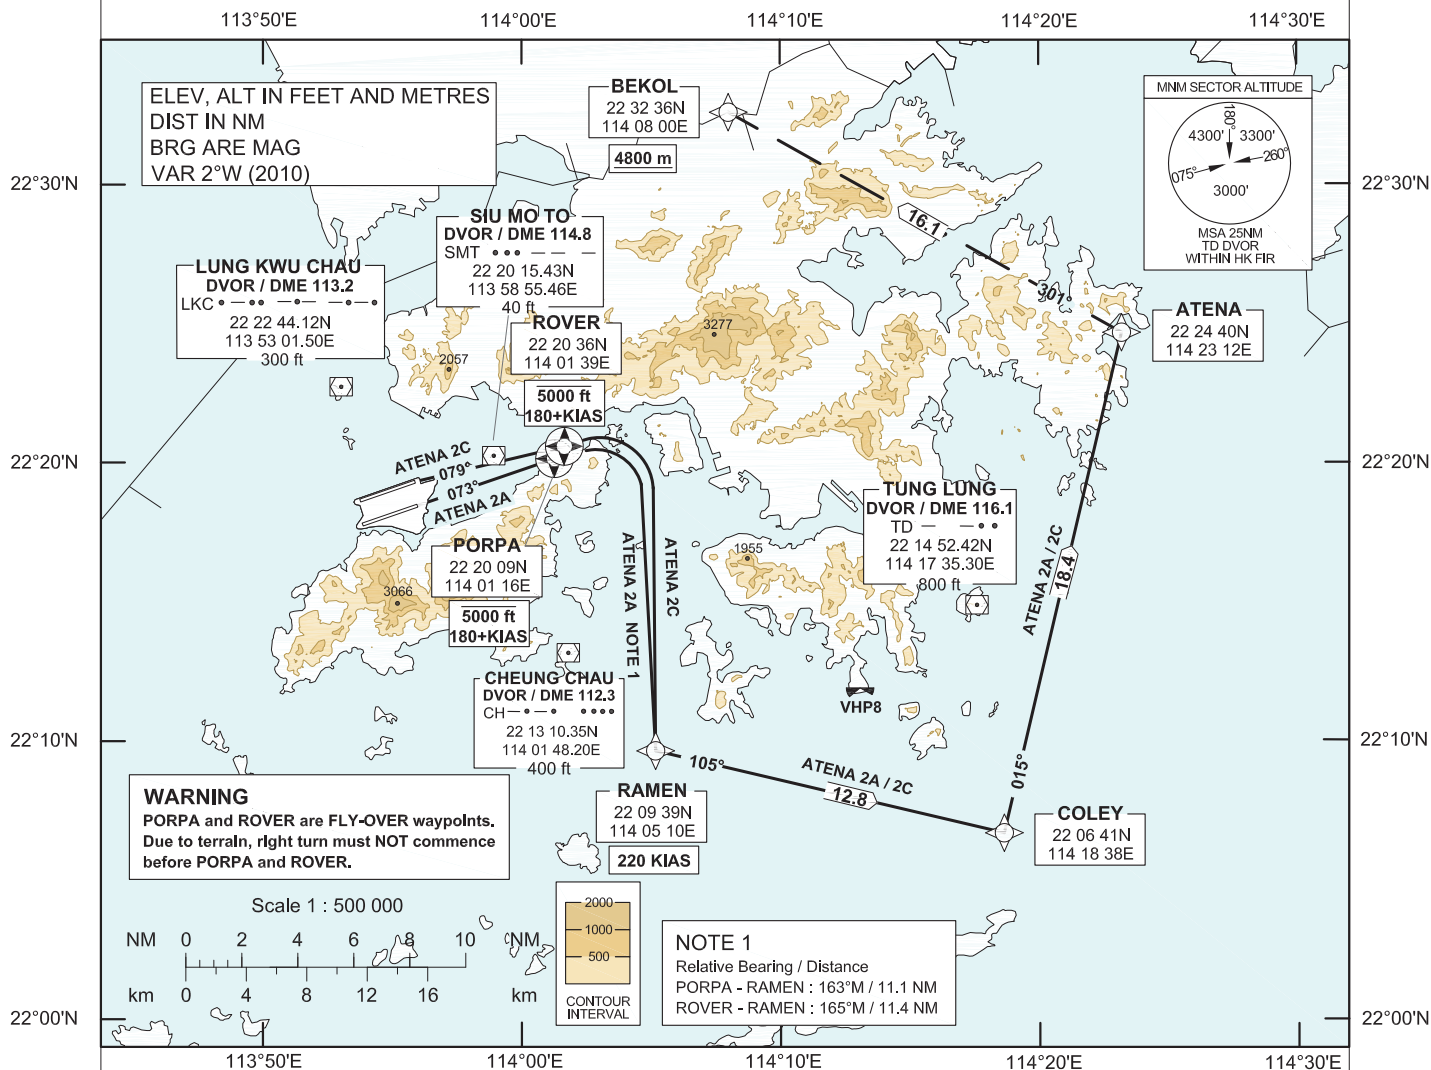 113°50'E
114°00'E
114°10'E
114°20'E
114°30'E
ELEV, ALT IN FEET AND METRES
DIST IN NM
BRG ARE MAG
VAR 2°W (2010)
BEKOL
22 32 36N
114 08 00E
4800 m
MNM SECTOR ALTITUDE
180°
4300'
3300'
260°
075°
3000'
MSA 25NM
TD DVOR
WITHIN HK FIR
22°30'N
22°30'N
SIU MO TO
DVOR / DME 114.8
SMT
22 20 15.43N
113 58 55.46E
40 ft
LUNG KWU CHAU
DVOR / DME 113.2
LKC
22 22 44.12N
113 53 01.50E
300 ft
16.1
301°
ATENA
22 24 40N
114 23 12E
ROVER
22 20 36N
114 01 39E
5000 ft
180+KIAS
3277
2057
22°20'N
22°20'N
ATENA 2C
079°
073°
ATENA 2A
TUNG LUNG
DVOR / DME 116.1
TD
22 14 52.42N
114 17 35.30E
800 ft
PORPA
22 20 09N
114 01 16E
5000 ft
180+KIAS
3066
1955
ATENA 2A NOTE 1
ATENA 2C
ATENA 2A / 2C
18.4
CHEUNG CHAU
DVOR / DME 112.3
CH
22 13 10.35N
114 01 48.20E
400 ft
VHP8
22°10'N
22°10'N
105°
ATENA 2A / 2C
12.8
015°
RAMEN
22 09 39N
114 05 10E
220 KIAS
COLEY
22 06 41N
114 18 38E
WARNING
PORPA and ROVER are FLY-OVER waypoints.
Due to terrain, right turn must NOT commence
before PORPA and ROVER.
Scale 1 : 500 000
NM 0 2 4 6 8 10 NM
km 0 4 8 12 16 km
2000
1000
500
CONTOUR
INTERVAL
NOTE 1
Relative Bearing / Distance
PORPA - RAMEN : 163°M / 11.1 NM
ROVER - RAMEN : 165°M / 11.4 NM
22°00'N
22°00'N
113°50'E
114°00'E
114°10'E
114°20'E
114°30'E